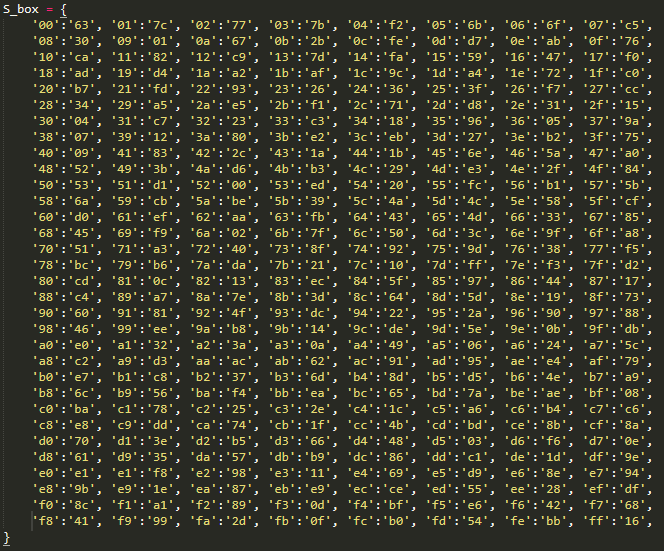 S_box = {
'00':'63', '01':'7c', '02':'77', '03':'7b', '04':'f2', '05':'6b', '06':'6f', '07':'c5',
'08':'30', '09':'01', '0a':'67', '0b':'2b', '0c':'fe', '0d':'d7', '0e':'ab', '0f':'76',
'10':'ca', '11':'82', '12':'c9', '13':'7d', '14':'fa', '15':'59', '16':'47', '17':'f0',
'18':'ad', '19':'d4', '1a':'a2', '1b':'af', '1c':'9c', '1d':'a4', '1e':'72', '1f':'c0',
'20':'b7', '21':'fd', '22':'93', '23':'26', '24':'36', '25':'3f', '26':'f7', '27':'cc',
'28':'34', '29':'a5', '2a':'e5', '2b':'f1', '2c':'71', '2d':'d8', '2e':'31', '2f':'15',
'30':'04', '31':'c7', '32':'23', '33':'c3', '34':'18', '35':'96', '36':'05', '37':'9a',
'38':'07', '39':'12', '3a':'80', '3b':'e2', '3c':'eb', '3d':'27', '3e':'b2', '3f':'75',
'40':'09', '41':'83', '42':'2c', '43':'1a', '44':'1b', '45':'6e', '46':'5a', '47':'a0',
'48':'52', '49':'3b', '4a':'d6', '4b':'b3', '4c':'29', '4d':'e3', '4e':'2f', '4f':'84',
'50':'53', '51':'d1', '52':'00', '53':'ed', '54':'20', '55':'fc', '56':'b1', '57':'5b',
'58':'6a', '59':'cb', '5a':'be', '5b':'39', '5c':'4a', '5d':'4c', '5e':'58', '5f':'cf',
'60':'d0', '61':'ef', '62':'aa', '63':'fb', '64':'43', '65':'4d', '66':'33', '67':'85',
'68':'45', '69':'f9', '6a':'02', '6b':'7f', '6c':'50', '6d':'3c', '6e':'9f', '6f':'a8',
'70':'51', '71':'a3', '72':'40', '73':'8f', '74':'92', '75':'9d', '76':'38', '77':'f5',
'78':'bc', '79':'b6', '7a':'da', '7b':'21', '7c':'10', '7d':'ff', '7e':'f3', '7f':'d2',
'80':'cd', '81':'0c', '82':'13', '83':'ec', '84':'5f', '85':'97', '86':'44', '87':'17',
'88':'c4', '89':'a7', '8a':'7e', '8b':'3d', '8c':'64', '8d':'5d', '8e':'19', '8f':'73',
'90':'60', '91':'81', '92':'4f', '93':'dc', '94':'22', '95':'2a', '96':'90', '97':'88',
'98':'46', '99':'ee', '9a':'b8', '9b':'14', '9c':'de', '9d':'5e', '9e':'0b', '9f':'db',
'a0':'e0', 'a1':'32', 'a2':'3a', 'a3':'0a', 'a4':'49', 'a5':'06', 'a6':'24', 'a7':'5c',
'a8':'c2', 'a9':'d3', 'aa':'ac', 'ab':'62', 'ac':'91', 'ad':'95', 'ae':'e4', 'af':'79',
'b0':'e7', 'b1':'c8', 'b2':'37', 'b3':'6d', 'b4':'8d', 'b5':'d5', 'b6':'4e', 'b7':'a9',
'b8':'6c', 'b9':'56', 'ba':'f4', 'bb':'ea', 'bc':'65', 'bd':'7a', 'be':'ae', 'bf':'08',
'c0':'ba', 'c1':'78', 'c2':'25', 'c3':'2e', 'c4':'1c', 'c5':'a6', 'c6':'b4', 'c7':'c6',
'c8':'e8', 'c9':'dd', 'ca':'74', 'cb':'1f', 'cc':'4b', 'cd':'bd', 'ce':'8b', 'cf':'8a',
'd0':'70', 'd1':'3e', 'd2':'b5', 'd3':'66', 'd4':'48', 'd5':'03', 'd6':'f6', 'd7':'0e',
'd8':'61', 'd9':'35', 'da':'57', 'db':'b9', 'dc':'86', 'dd':'c1', 'de':'1d', 'df':'9e',
'e0':'e1', 'e1':'f8', 'e2':'98', 'e3':'11', 'e4':'69', 'e5':'d9', 'e6':'8e', 'e7':'94',
'e8':'9b', 'e9':'1e', 'ea':'87', 'eb':'e9', 'ec':'ce', 'ed':'55', 'ee':'28', 'ef':'df',
'f0':'8c', 'f1':'a1', 'f2':'89', 'f3':'0d', 'f4':'bf', 'f5':'e6', 'f6':'42', 'f7':'68',
'f8':'41', 'f9':'99', 'fa':'2d', 'fb':'0f', 'fc':'b0', 'fd':'54', 'fe':'bb', 'ff':'16',
}